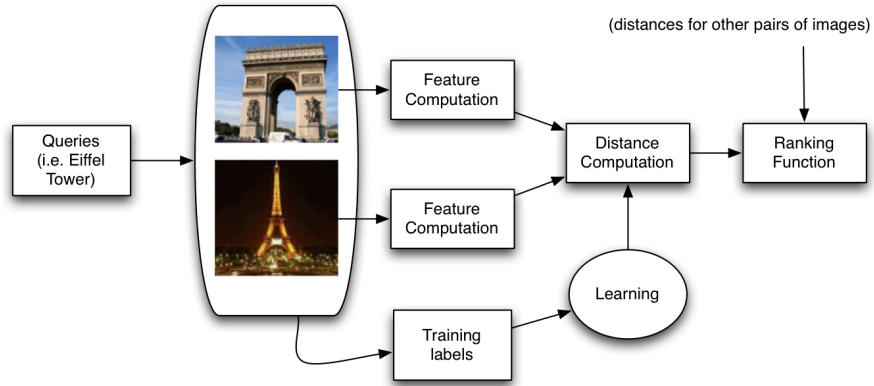 (distances for other pairs of images)
Queries
(i.e. Eiffel
Tower)
Feature
Computation
Distance
Computation
Ranking
Function
Feature
Computation
Learning
Training
labels